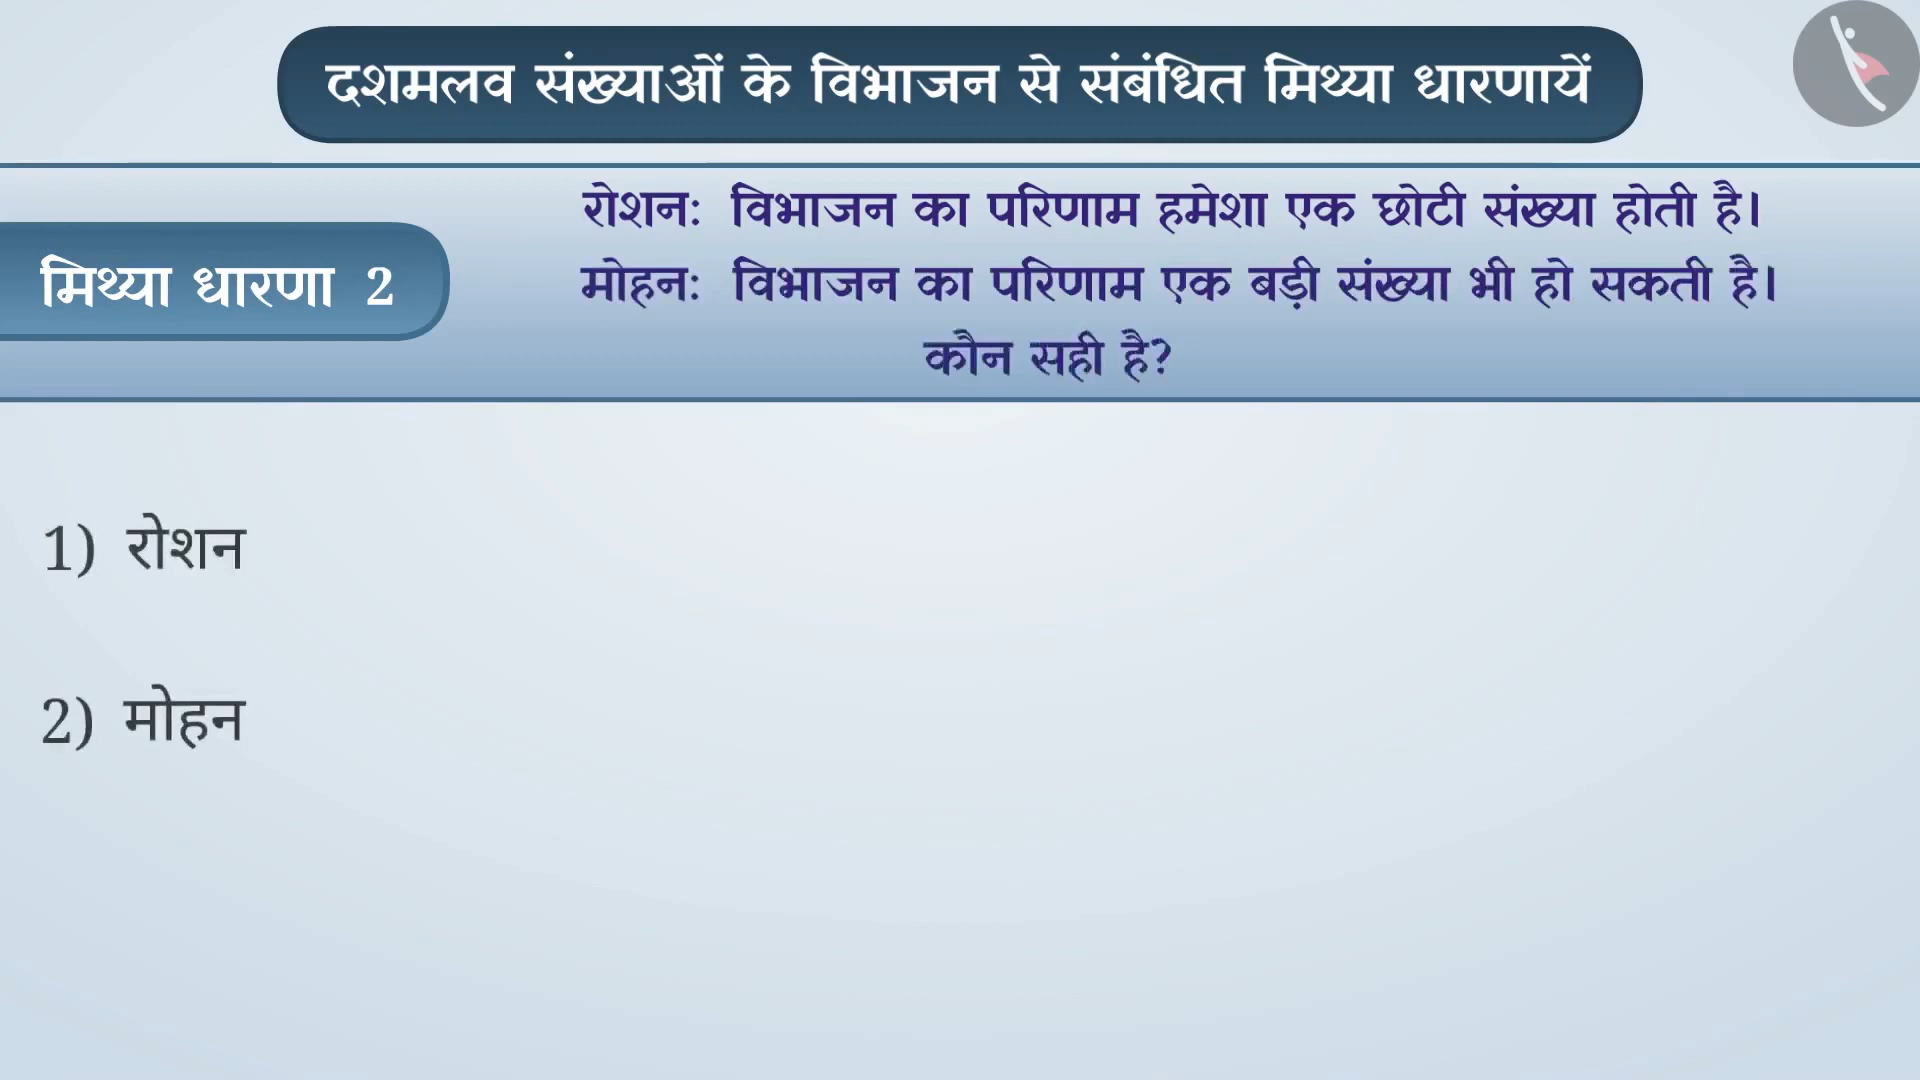 दशमलव संख्याओं के विभाजन से संबंधित मिथ्या धारणायें
रोशन: विभाजन का परिणाम हमेशा एक छोटी संख्या होती है।
मिथ्या धारणा 2
मोहन: विभाजन का परिणाम एक बड़ी संख्या भी हो सकती है।
कौन सही है?
1) रोशन
2) मोहन